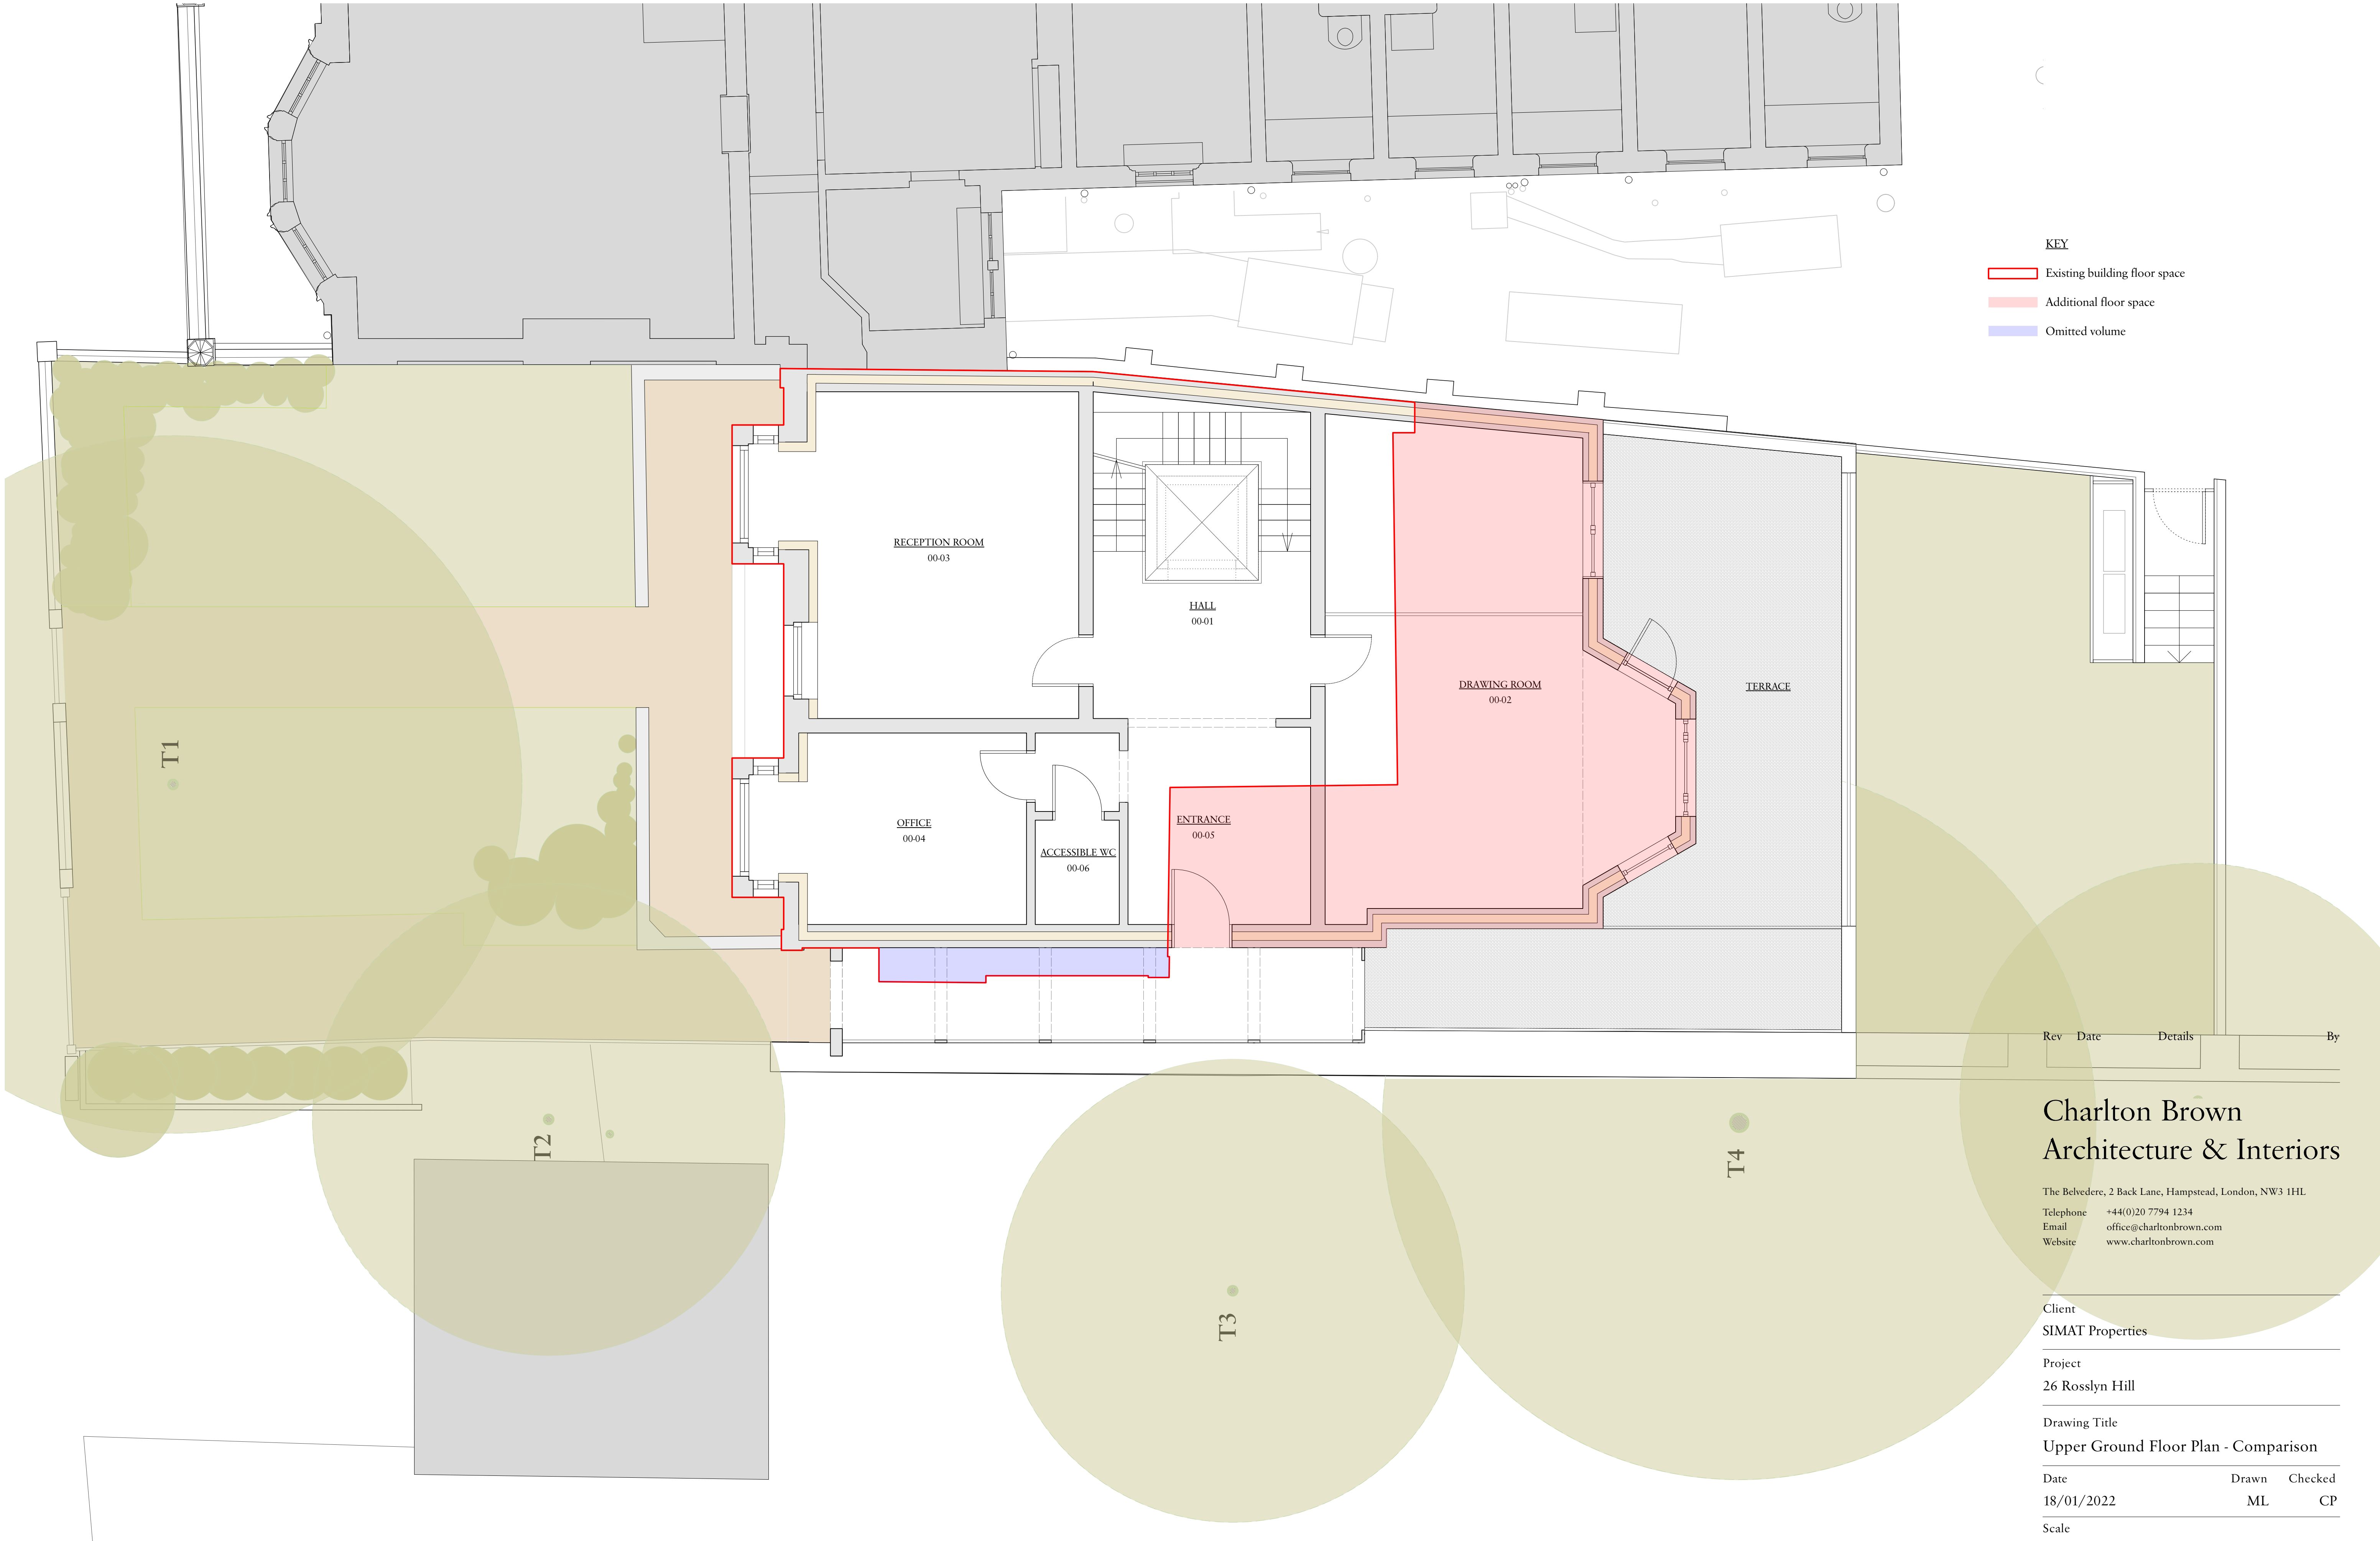 KEY
Existing building floor space
Additional floor space
Omitted volume
RECEPTION ROOM
00-03
HALL
00-01
DRAWING ROOM
00-02
TERRACE
OFFICE
00-04
ACCESSIBLE WC
00-06
ENTRANCE
00-05
T1
T2
T3
T4
Rev Date Details By
Charlton Brown
Architecture & Interiors
The Belvedere, 2 Back Lane, Hampstead, London, NW3 1HL
Telephone +44(0)20 7794 1234
Email office@charltonbrown.com
Website www.charltonbrown.com
Client
SIMAT Properties
Project
26 Rosslyn Hill
Drawing Title
Upper Ground Floor Plan - Comparison
Date Drawn Checked
18/01/2022 ML CP
Scale